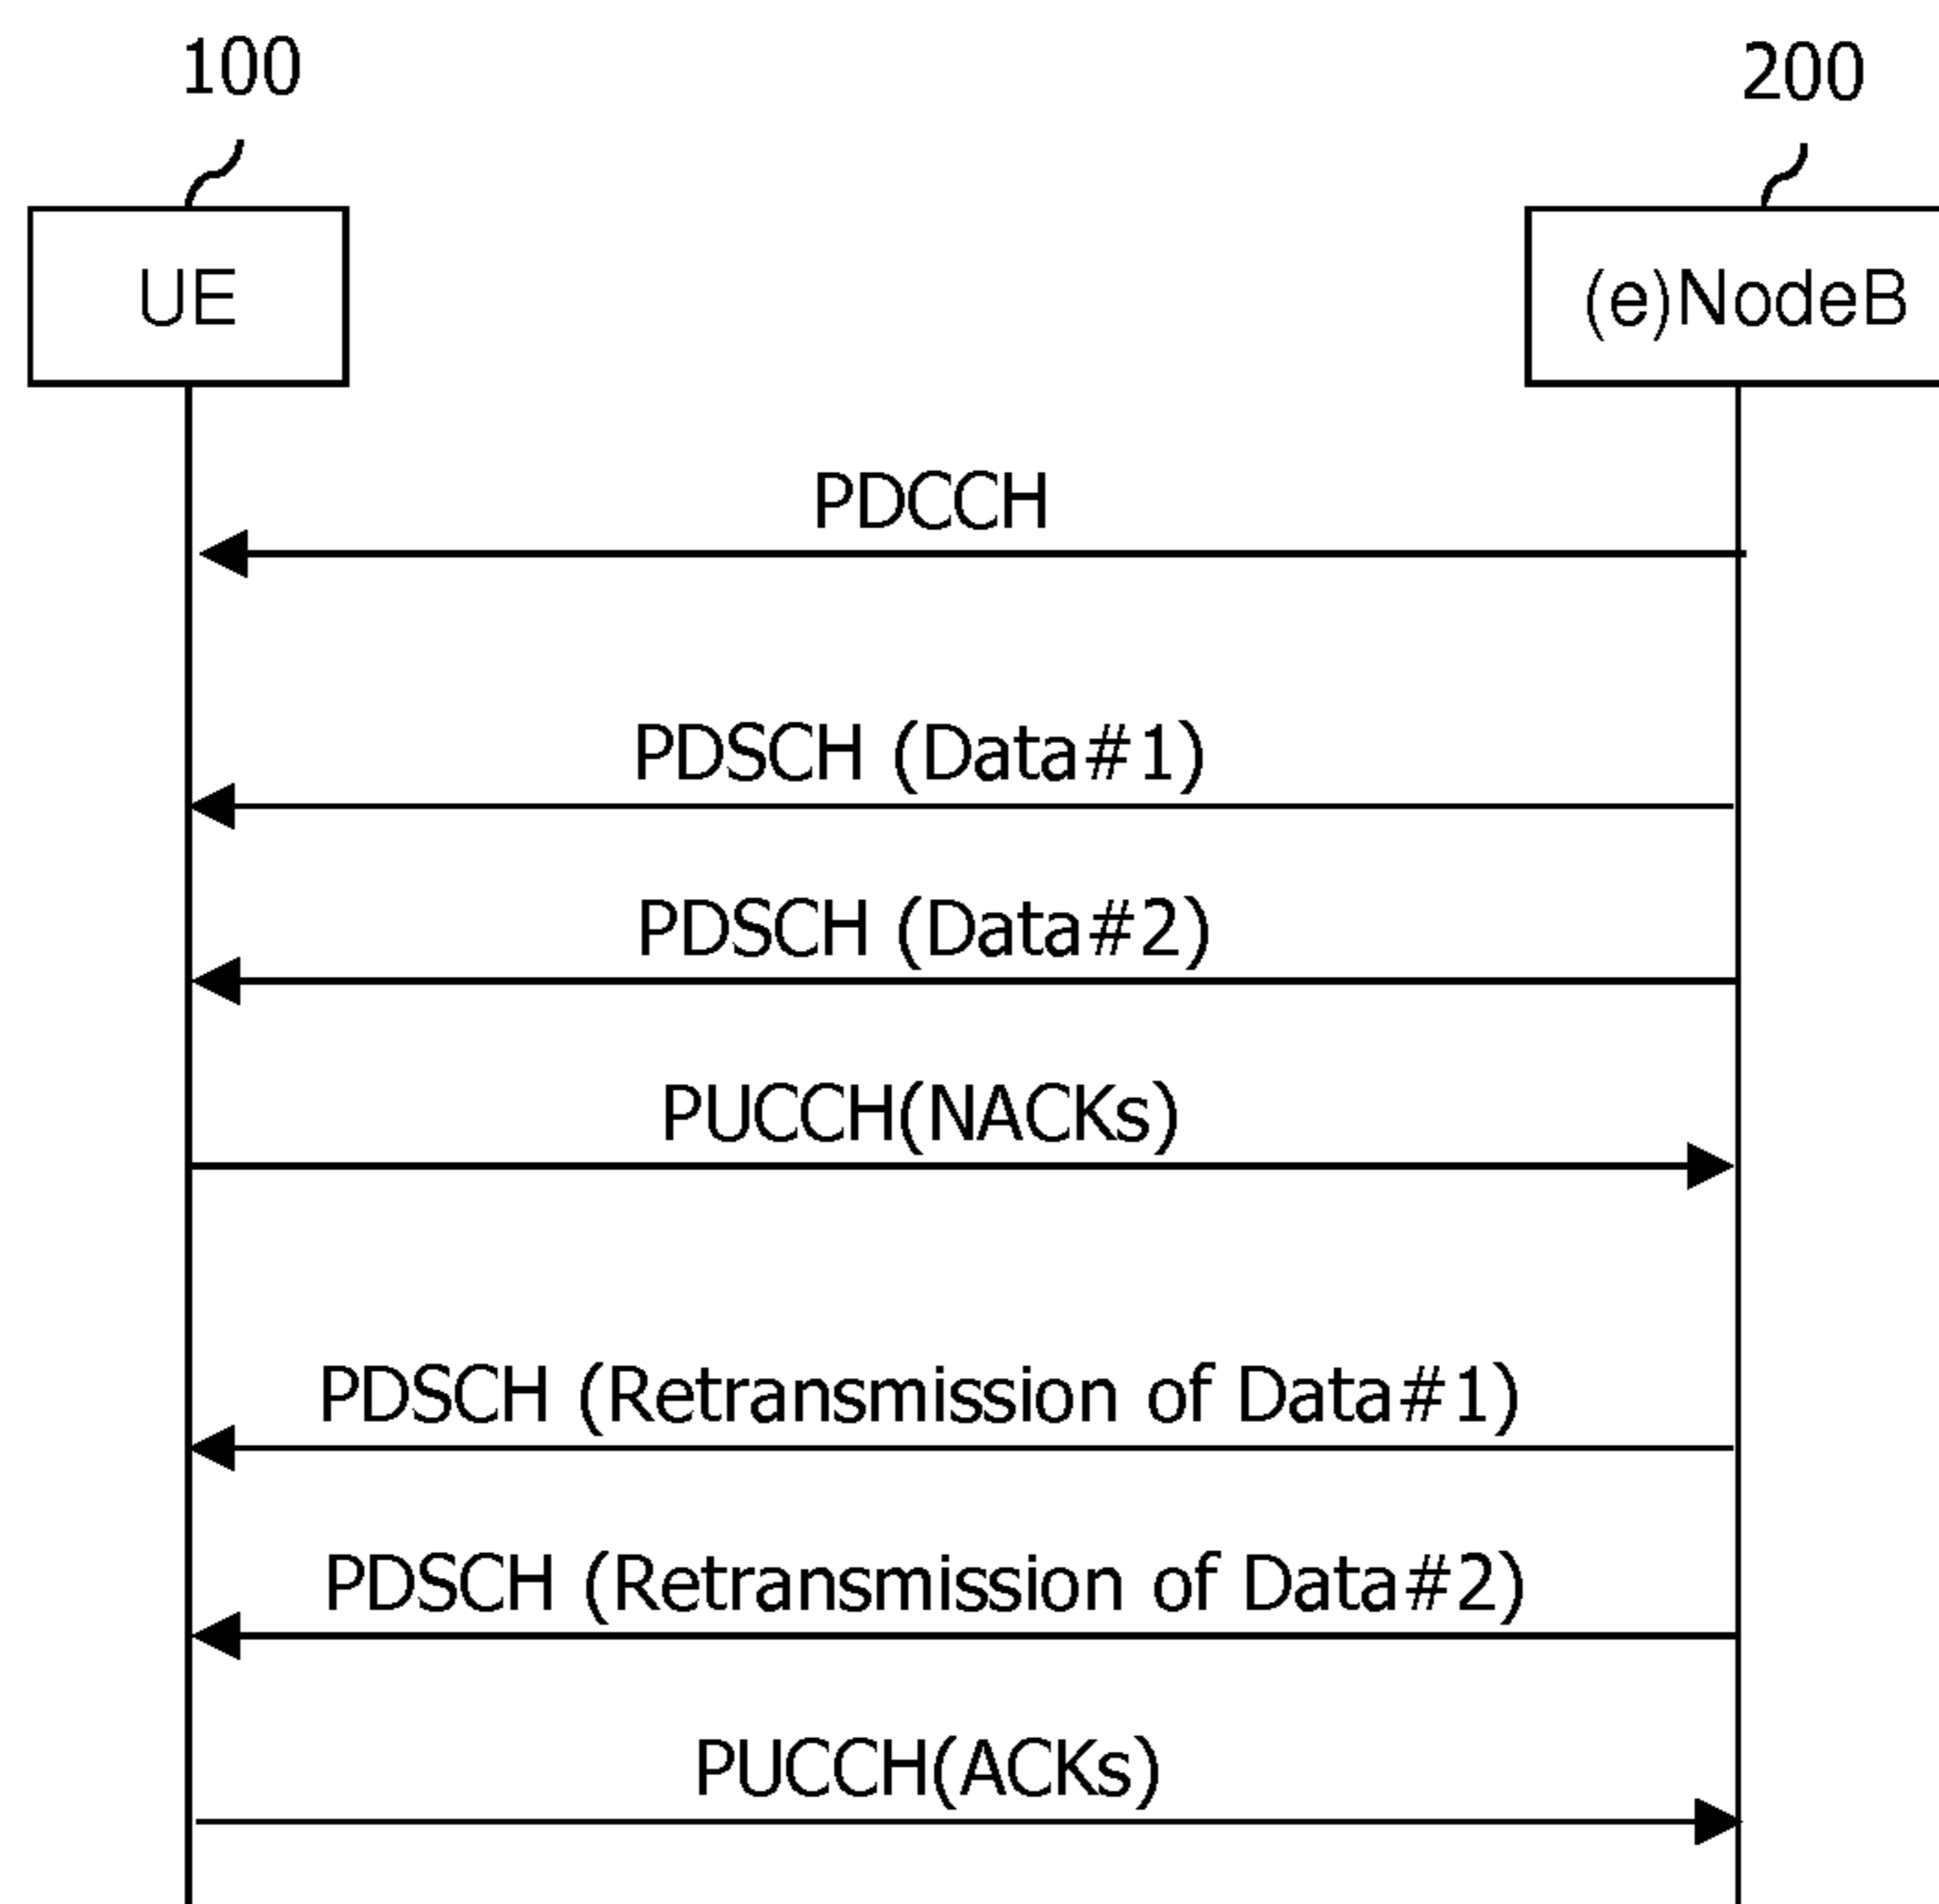 100
200
UE
(e)NodeB
PDCCH
PDSCH (Data#1)
PDSCH (Data#2)
PUCCH(NACKs)
PDSCH (Retransmission of Data#1)
PDSCH (Retransmission of Data#2)
PUCCH(ACKs)